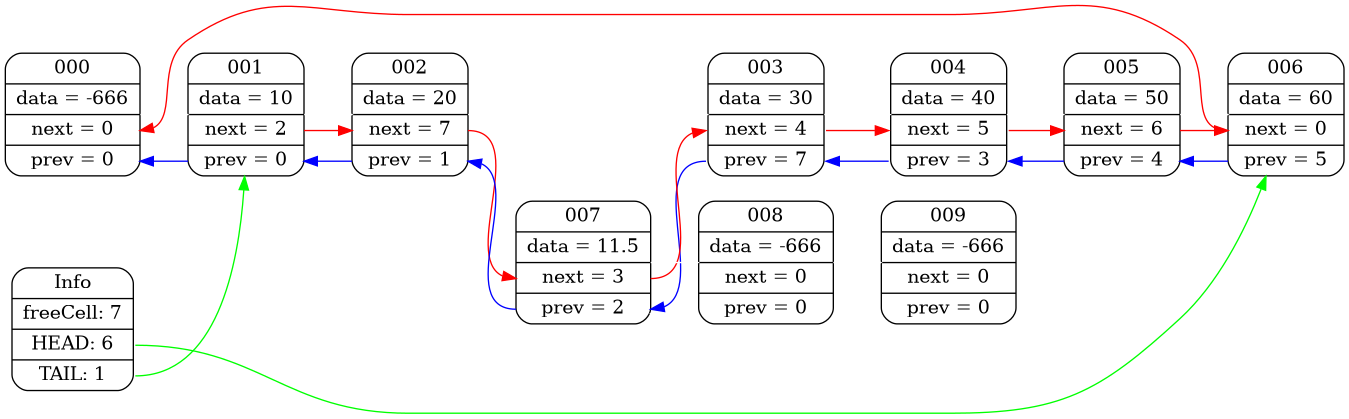 000
data = -666
next = 0
prev = 0
001
data = 10
next = 2
prev = 0
002
data = 20
next = 7
prev = 1
003
data = 30
next = 4
prev = 7
004
data = 40
next = 5
prev = 3
005
data = 50
next = 6
prev = 4
006
data = 60
next = 0
prev = 5
007
data = 11.5
next = 3
prev = 2
008
data = -666
next = 0
prev = 0
009
data = -666
next = 0
prev = 0
Info
freeCell: 7
HEAD: 6
TAIL: 1